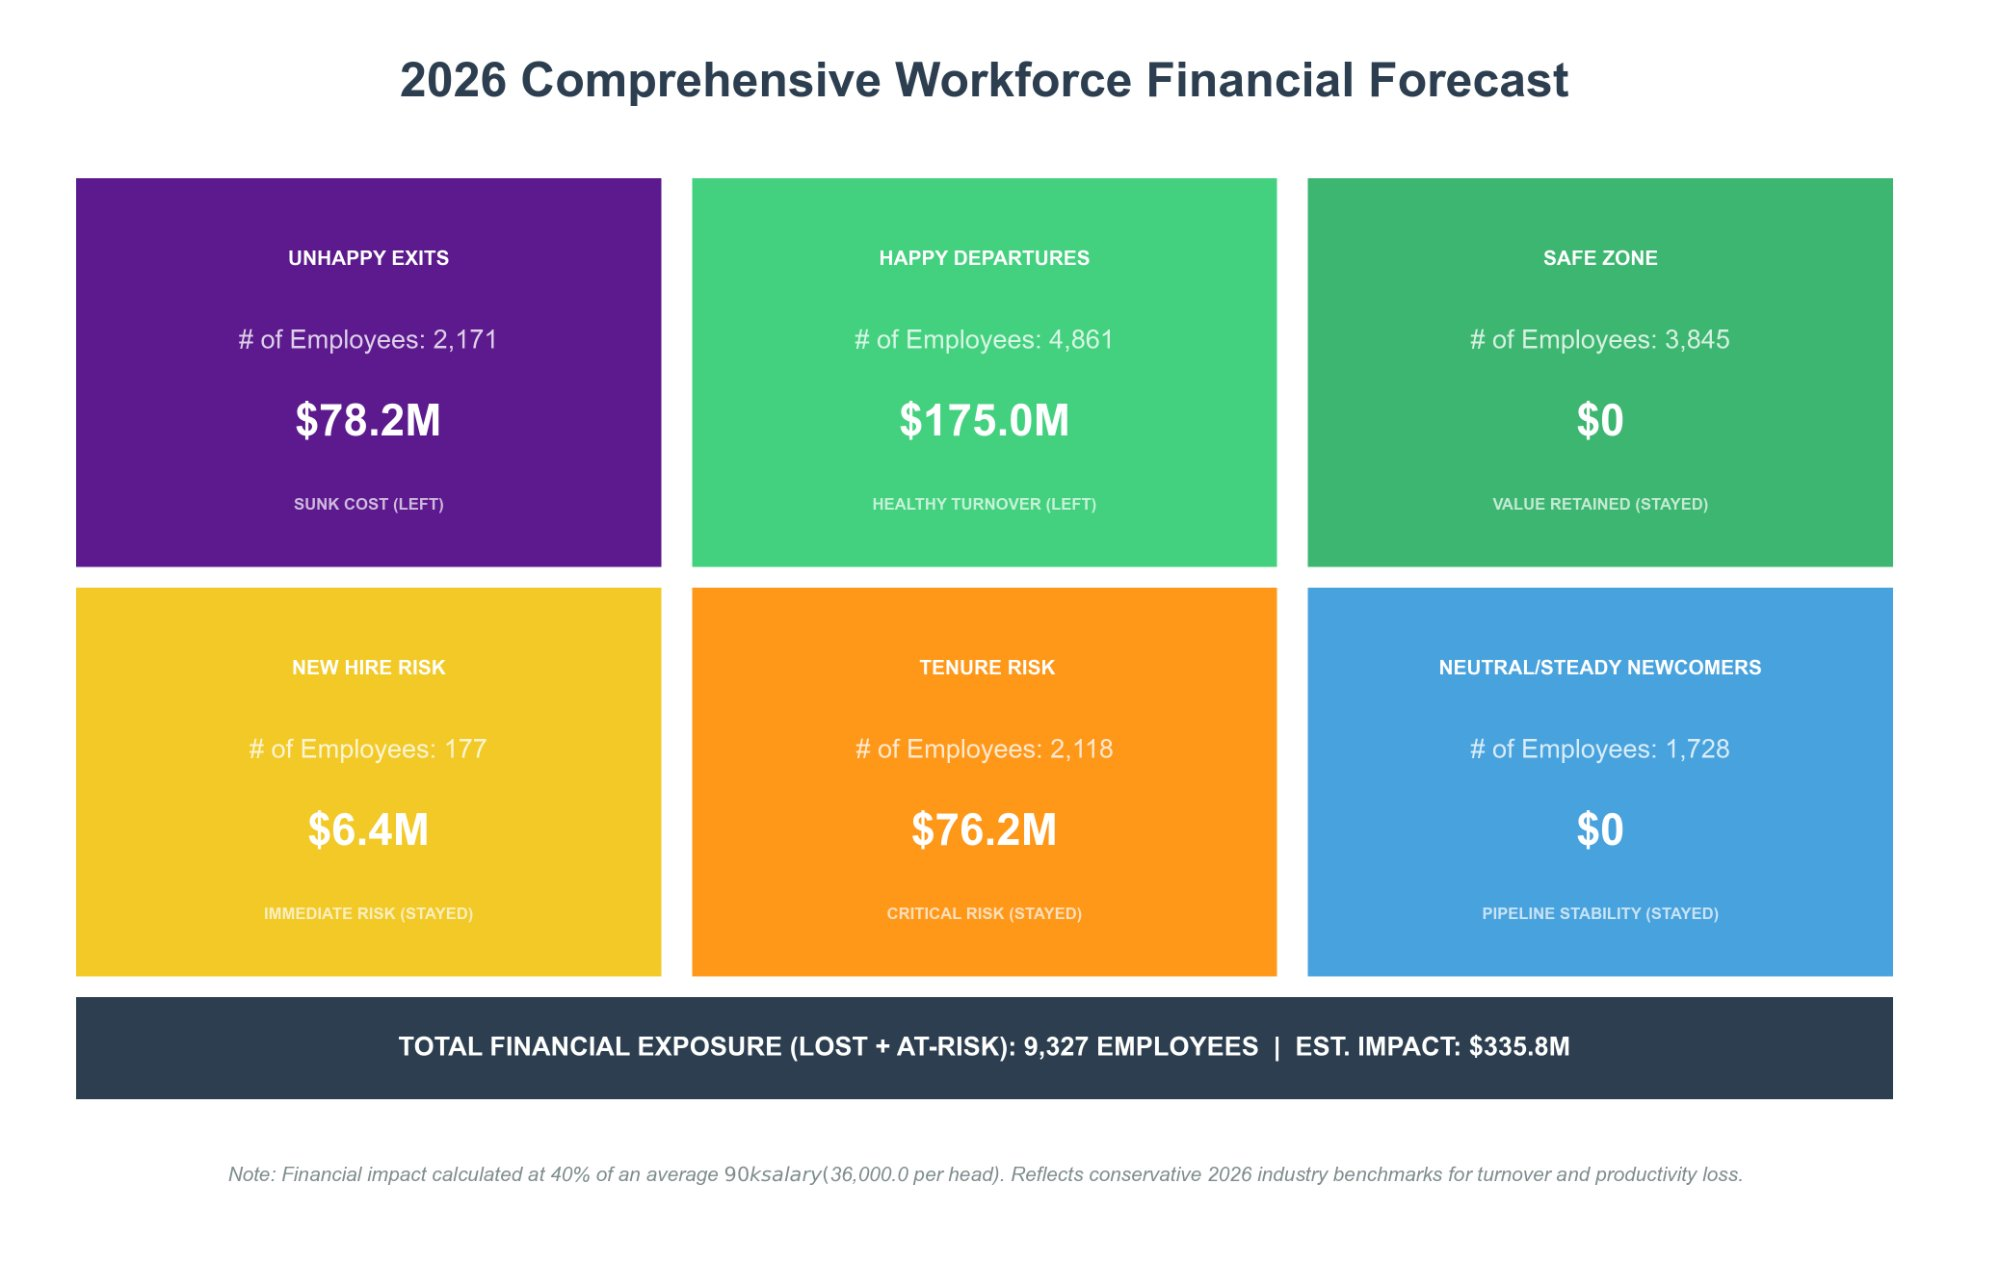 2026 Comprehensive Workforce Financial Forecast
UNHAPPY EXITS
# of Employees: 2,171
$78.2M
SUNK COST (LEFT)
HAPPY DEPARTURES
# of Employees: 4,861
$175.0M
HEALTHY TURNOVER (LEFT)
SAFE ZONE
# of Employees: 3,845
$0
VALUE RETAINED (STAYED)
NEW HIRE RISK
# of Employees: 177
$6.4M
IMMEDIATE RISK (STAYED)
TENURE RISK
# of Employees: 2,118
$76.2M
CRITICAL RISK (STAYED)
NEUTRAL/STEADY NEWCOMERS
# of Employees: 1,728
$0
PIPELINE STABILITY (STAYED)
TOTAL FINANCIAL EXPOSURE (LOST + AT-RISK): 9,327 EMPLOYEES | EST. IMPACT: $335.8M
Note: Financial impact calculated at 40% of an average 90ksalary(36,000.0 per head). Reflects conservative 2026 industry benchmarks for turnover and productivity loss.